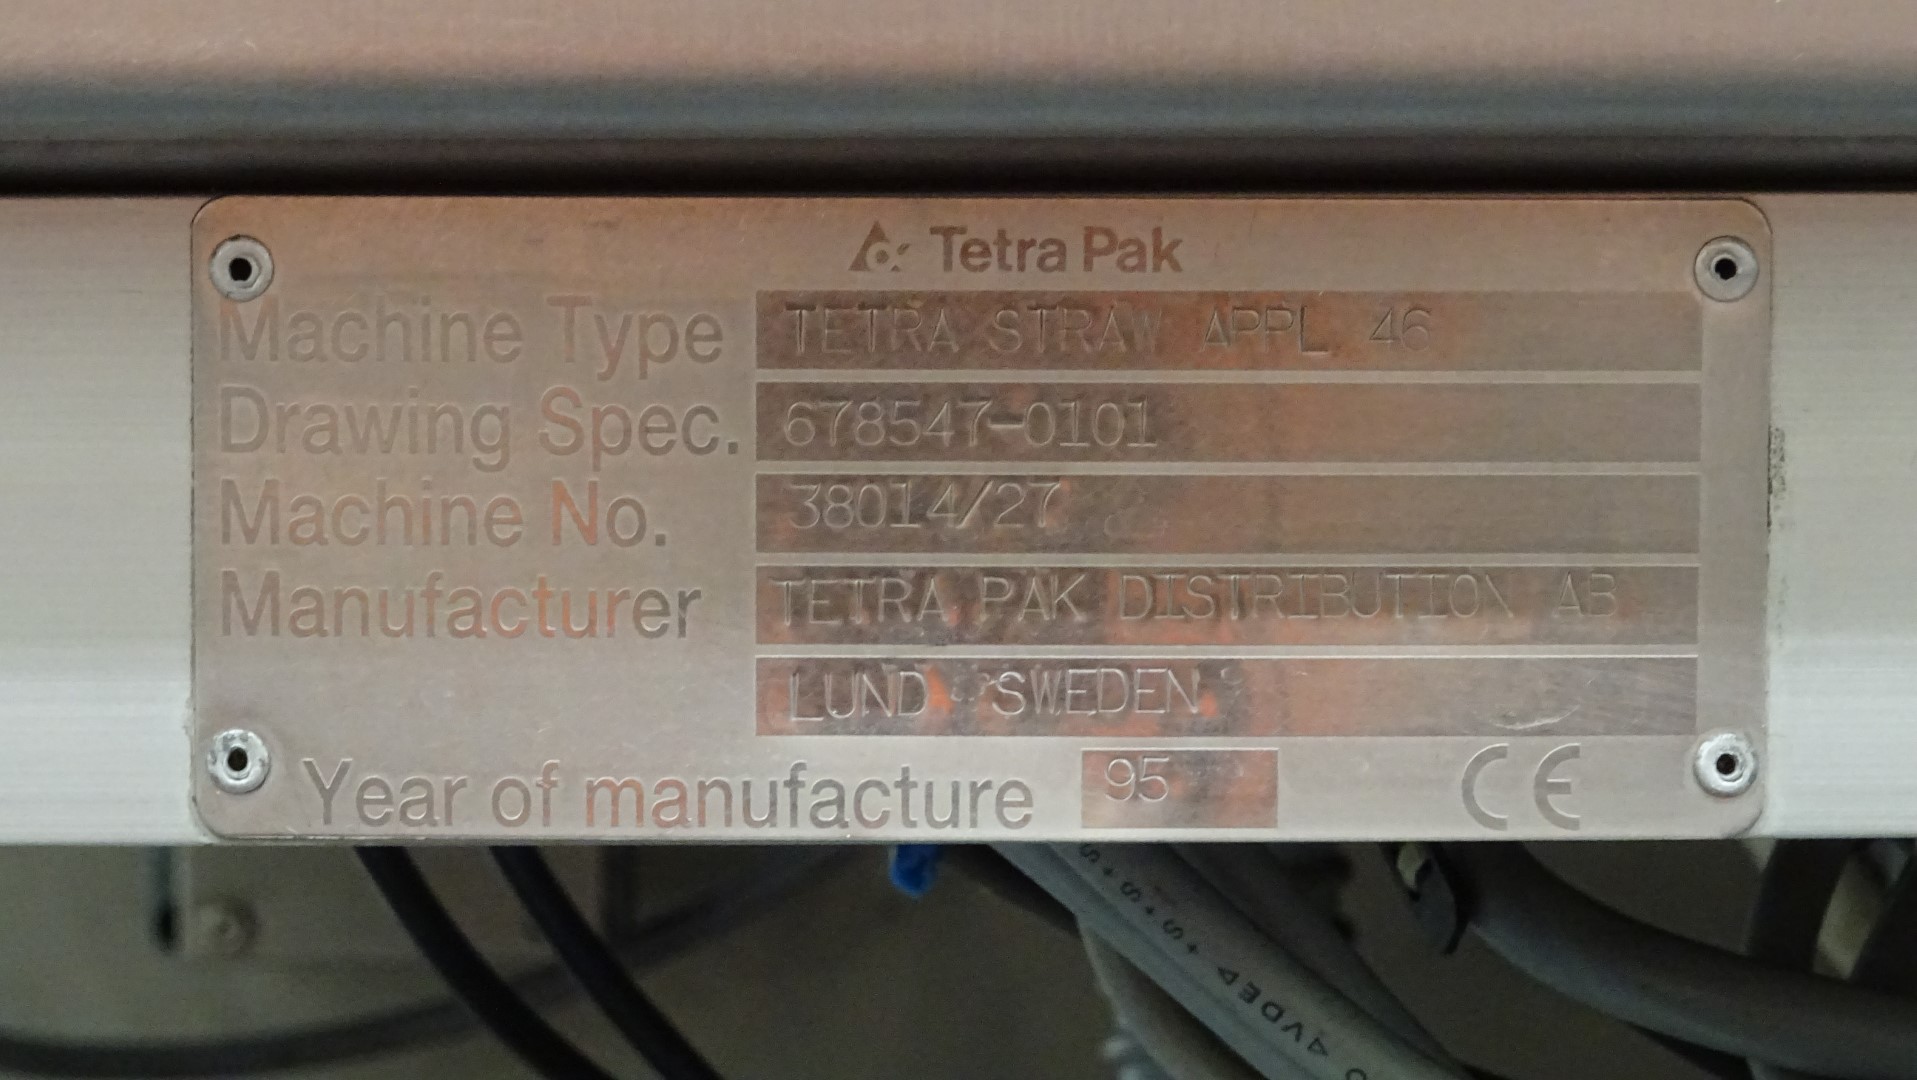 Tetra Pak
Machine Type TETRA STRAW APPL 46
Drawing Spec. 678547-0101
Machine No. 38014/27
Manufacturer TETRA PAK DISTRIBUTION AB
LUND SWEDEN
Year of manufacture 95 CE
S+S+S+ ◁VDE▷